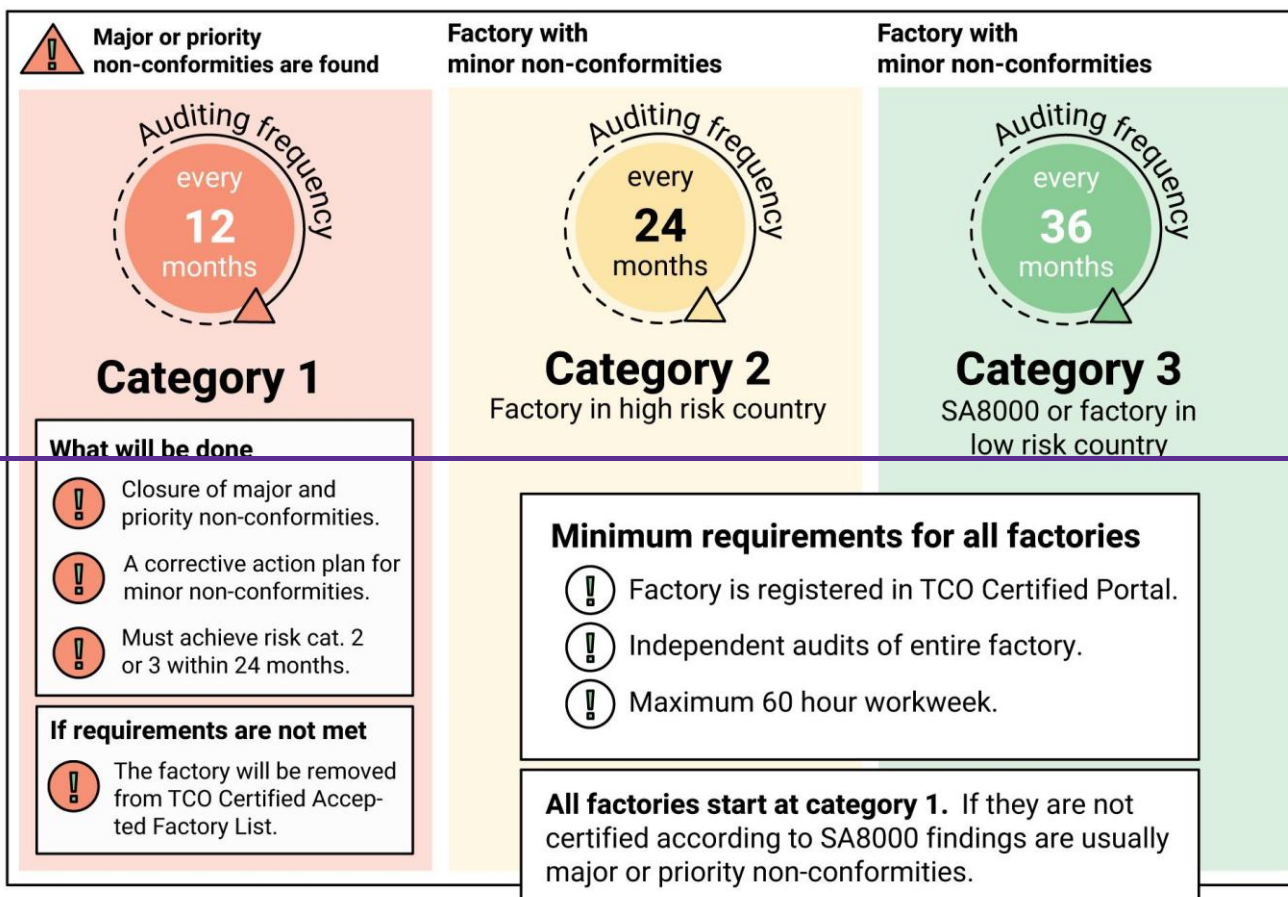 Major or priority
non-conformities are found
Auditing frequency
every
12
months
Category 1
What will be done
Closure of major and
priority non-conformities.
A corrective action plan for
minor non-conformities.
Must achieve risk cat. 2
or 3 within 24 months.
If requirements are not met
The factory will be removed
from TCO Certified Accep-
ted Factory List.
Factory with
minor non-conformities
Auditing frequency
every
24
months
Category 2
Factory in high risk country
Factory with
minor non-conformities
Auditing frequency
every
36
months
Category 3
SA8000 or factory in
low risk country
Minimum requirements for all factories
Factory is registered in TCO Certified Portal.
Independent audits of entire factory.
Maximum 60 hour workweek.
All factories start at category 1. If they are not
certified according to SA8000 findings are usually
major or priority non-conformities.